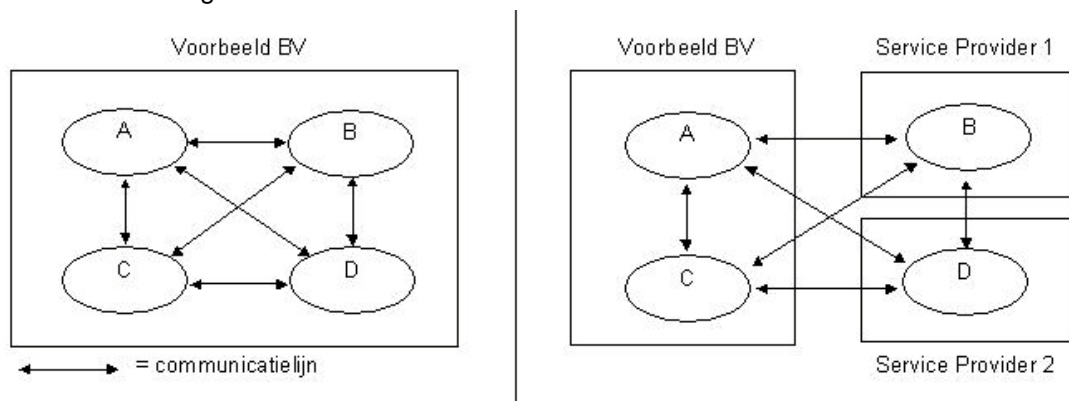 Voorbeeld BV
A
B
C
D
= communicatielijn
Voorbeeld BV
Service Provider 1
A
B
C
D
Service Provider 2